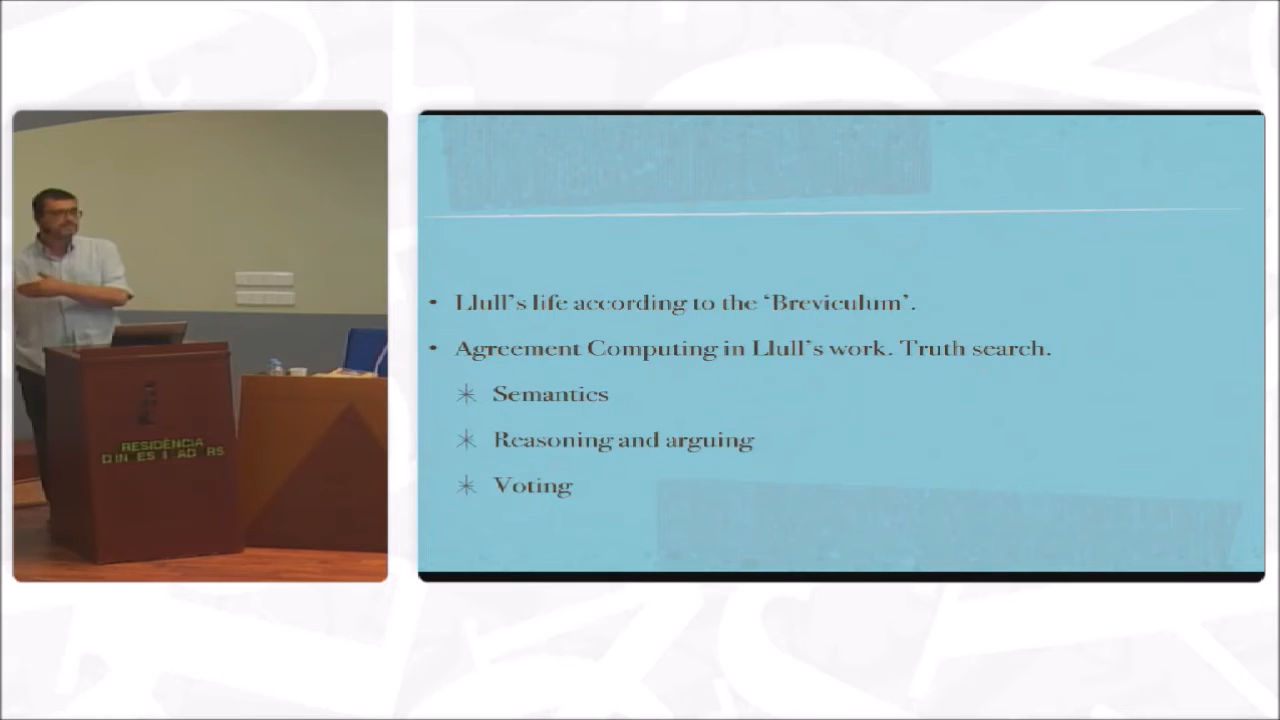 RESIDÈNCIA
• Llull's life according to the 'Breviculum'.
• Agreement Computing in Llull's work. Truth search.
✳ Semantics
✳ Reasoning and arguing
✳ Voting